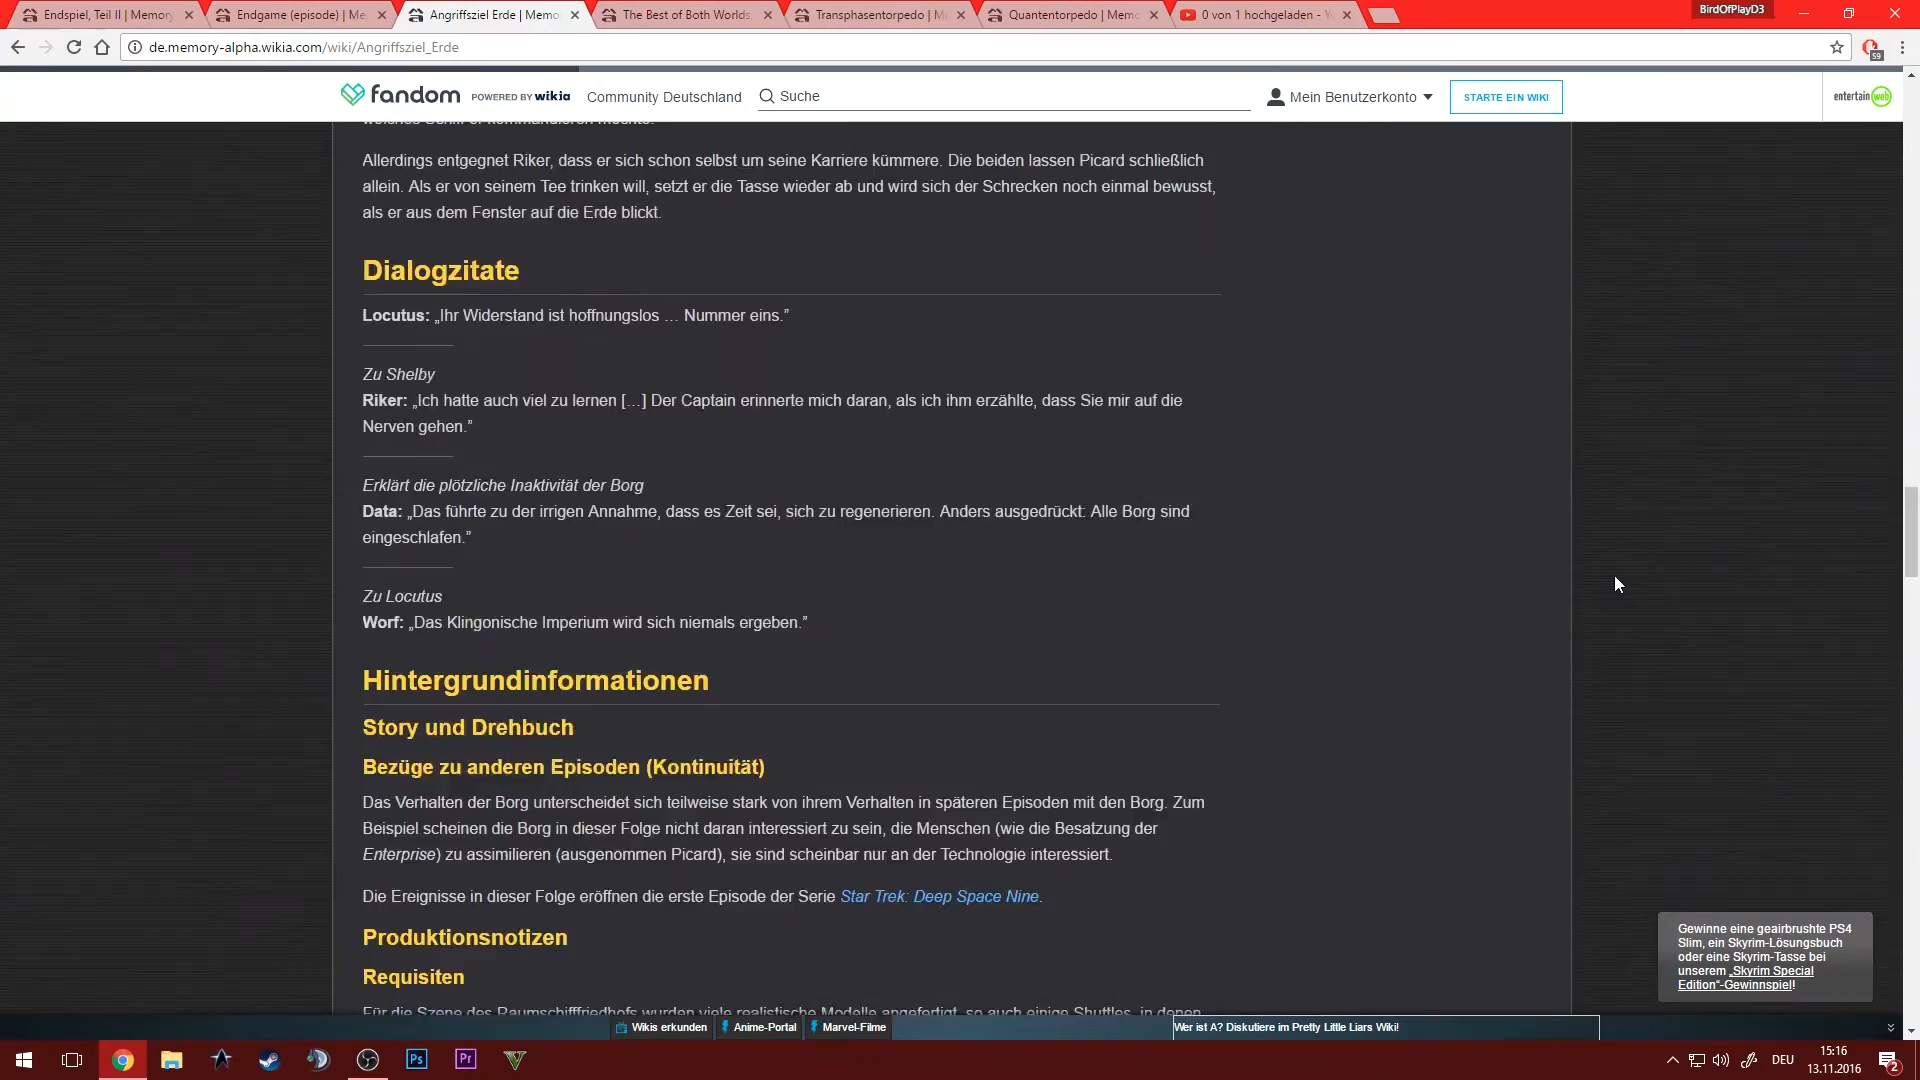 Endspiel, Teil II | Memory
Endgame (episode) | Me
Angriffsziel Erde | Memo
The Best of Both Worlds,
Transphasentorpedo | M
Quantentorpedo | Memo
0 von 1 hochgeladen - Y
BirdOfPlayD3
de.memory-alpha.wikia.com/wiki/Angriffsziel_Erde
59
fandom POWERED BY wikia Community Deutschland Suche Mein Benutzerkonto STARTE EIN WIKI entertain web
welches Schiff er kommandieren möchte.
Allerdings entgegnet Riker, dass er sich schon selbst um seine Karriere kümmere. Die beiden lassen Picard schließlich
allein. Als er von seinem Tee trinken will, setzt er die Tasse wieder ab und wird sich der Schrecken noch einmal bewusst,
als er aus dem Fenster auf die Erde blickt.
Dialogzitate
Locutus: „Ihr Widerstand ist hoffnungslos … Nummer eins.”
Zu Shelby
Riker: „Ich hatte auch viel zu lernen […] Der Captain erinnerte mich daran, als ich ihm erzählte, dass Sie mir auf die
Nerven gehen.”
Erklärt die plötzliche Inaktivität der Borg
Data: „Das führte zu der irrigen Annahme, dass es Zeit sei, sich zu regenerieren. Anders ausgedrückt: Alle Borg sind
eingeschlafen.”
Zu Locutus
Worf: „Das Klingonische Imperium wird sich niemals ergeben.”
Hintergrundinformationen
Story und Drehbuch
Bezüge zu anderen Episoden (Kontinuität)
Das Verhalten der Borg unterscheidet sich teilweise stark von ihrem Verhalten in späteren Episoden mit den Borg. Zum
Beispiel scheinen die Borg in dieser Folge nicht daran interessiert zu sein, die Menschen (wie die Besatzung der
Enterprise) zu assimilieren (ausgenommen Picard), sie sind scheinbar nur an der Technologie interessiert.
Die Ereignisse in dieser Folge eröffnen die erste Episode der Serie Star Trek: Deep Space Nine.
Produktionsnotizen
Requisiten
Für die Szene des Raumschifffriedhofs wurden viele realistische Modelle angefertigt, so auch einige Shuttles, in denen
Gewinne eine geairbrushte PS4
Slim, ein Skyrim-Lösungsbuch
oder eine Skyrim-Tasse bei
unserem „Skyrim Special
Edition“-Gewinnspiel!
Wikis erkunden Anime-Portal Marvel-Filme Wer ist A? Diskutiere im Pretty Little Liars Wiki!
Ps Pr V
DEU
15:16
13.11.2016
2